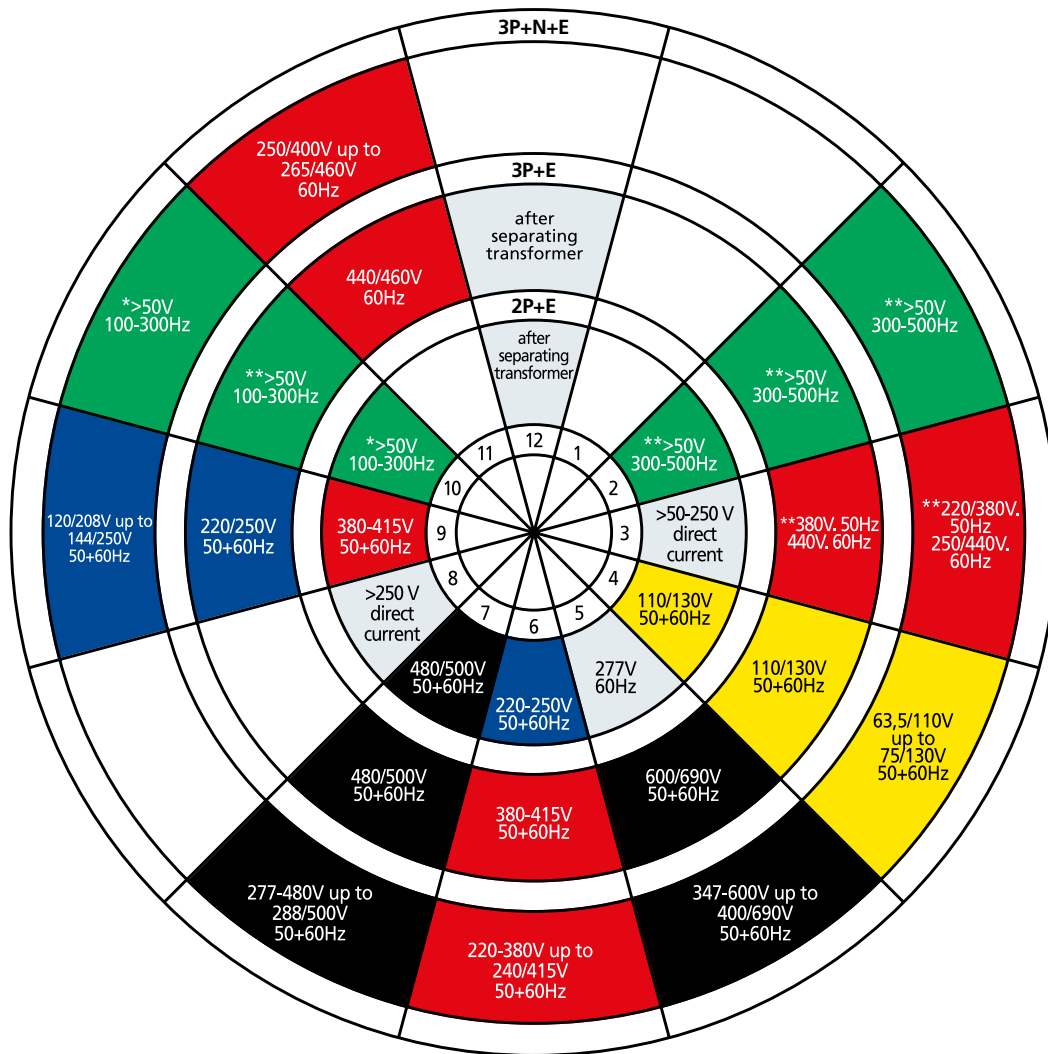 3P+N+E
250/400V up to
265/460V
60Hz
3P+E
after
separating
transformer
440/460V
60Hz
*>50V
100-300Hz
**>50V
300-500Hz
2P+E
after
separating
transformer
**>50V
100-300Hz
**>50V
300-500Hz
*>50V
100-300Hz
**>50V
300-500Hz
12
1
2
3
4
5
6
7
8
9
10
11
120/208V up to
144/250V
50+60Hz
220/250V
50+60Hz
380-415V
50+60Hz
>50-250 V
direct
current
**380V. 50Hz
440V. 60Hz
**220/380V.
50Hz
250/440V.
60Hz
>250 V
direct
current
110/130V
50+60Hz
480/500V
50+60Hz
220-250V
50+60Hz
277V
60Hz
110/130V
50+60Hz
63,5/110V
up to
75/130V
50+60Hz
480/500V
50+60Hz
380-415V
50+60Hz
600/690V
50+60Hz
277-480V up to
288/500V
50+60Hz
220-380V up to
240/415V
50+60Hz
347-600V up to
400/690V
50+60Hz